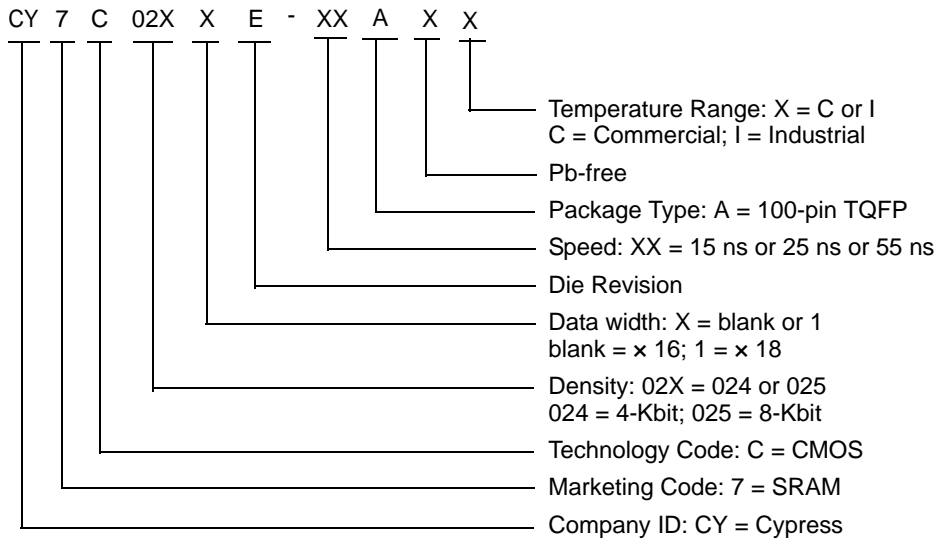 CY 7 C 02X X E - XX A X X
Temperature Range: X = C or I
C = Commercial; I = Industrial
Pb-free
Package Type: A = 100-pin TQFP
Speed: XX = 15 ns or 25 ns or 55 ns
Die Revision
Data width: X = blank or 1
blank = × 16; 1 = × 18
Density: 02X = 024 or 025
024 = 4-Kbit; 025 = 8-Kbit
Technology Code: C = CMOS
Marketing Code: 7 = SRAM
Company ID: CY = Cypress